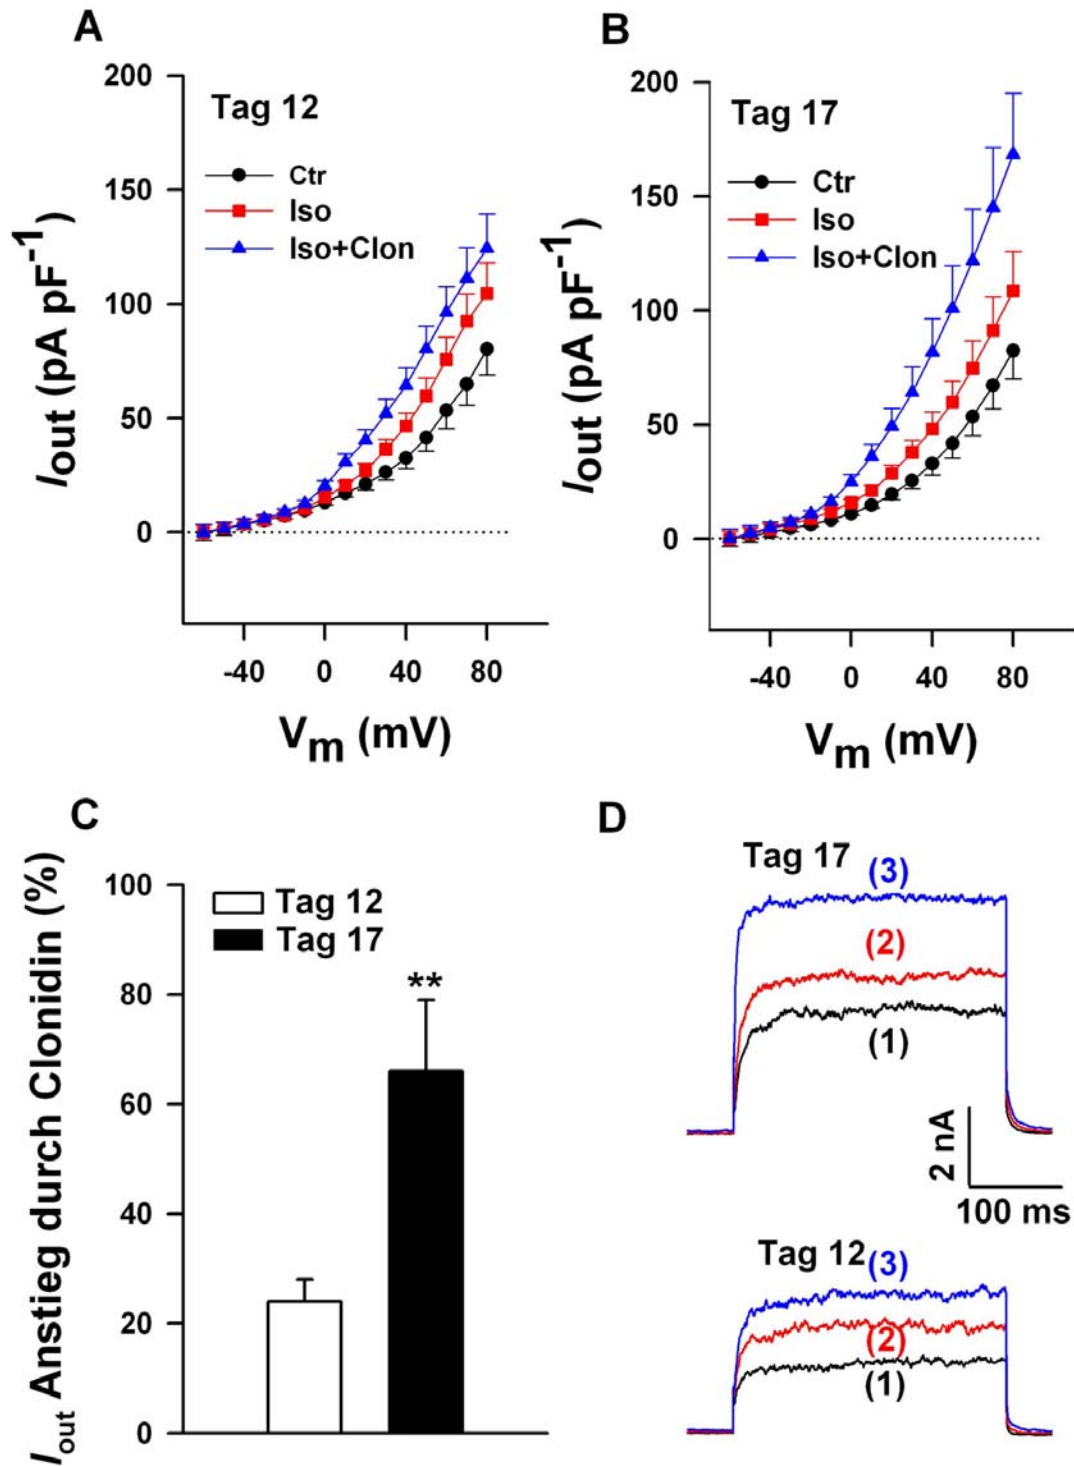 A
200
150
100
50
0
Iout (pA pF-1)
Tag 12
Ctr
Iso
Iso+Clon
-40 0 40 80
Vm (mV)
B
200
150
100
50
0
Iout (pA pF-1)
Tag 17
Ctr
Iso
Iso+Clon
-40 0 40 80
Vm (mV)
C
100
80
60
40
20
0
Iout Anstieg durch Clonidin (%)
Tag 12
Tag 17
**
D
Tag 17
(3)
(2)
(1)
2 nA
100 ms
Tag 12
(3)
(2)
(1)